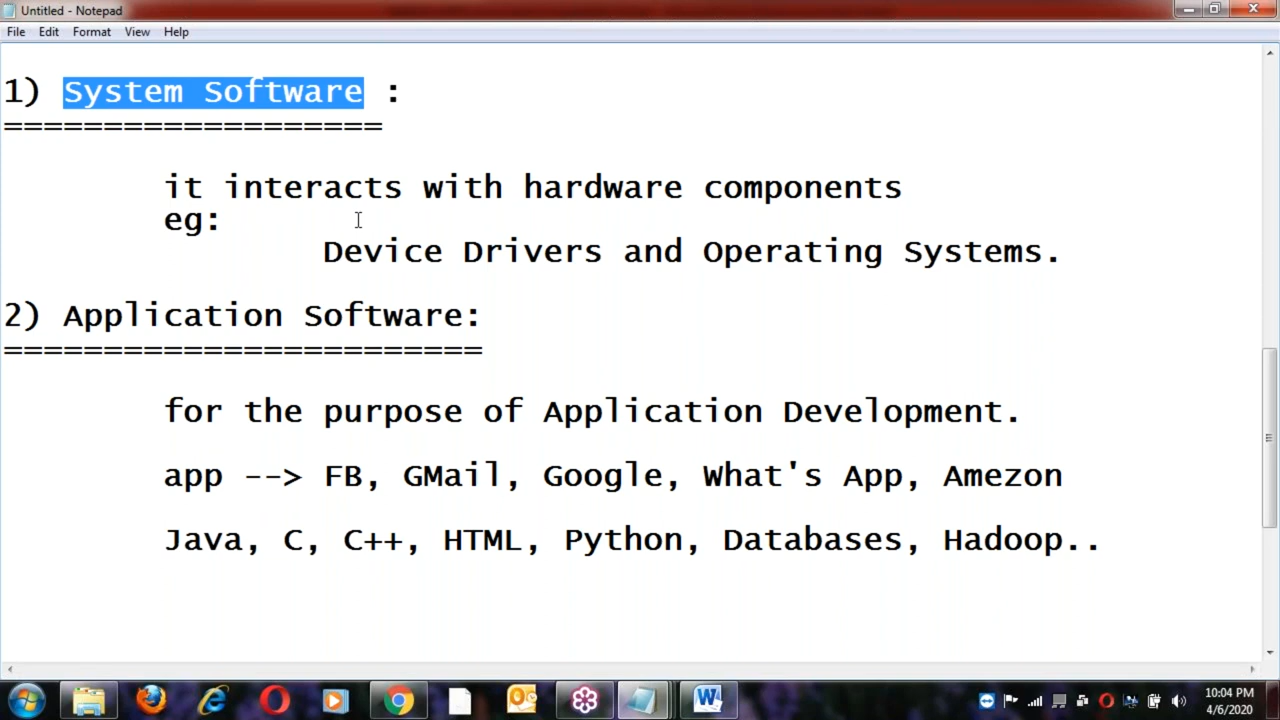 Untitled - Notepad
File Edit Format View Help
1) System Software :
===================
it interacts with hardware components
eg:
Device Drivers and Operating Systems.
2) Application Software:
========================
for the purpose of Application Development.
app --> FB, GMail, Google, What's App, Amezon
Java, C, C++, HTML, Python, Databases, Hadoop..
10:04 PM
4/6/2020